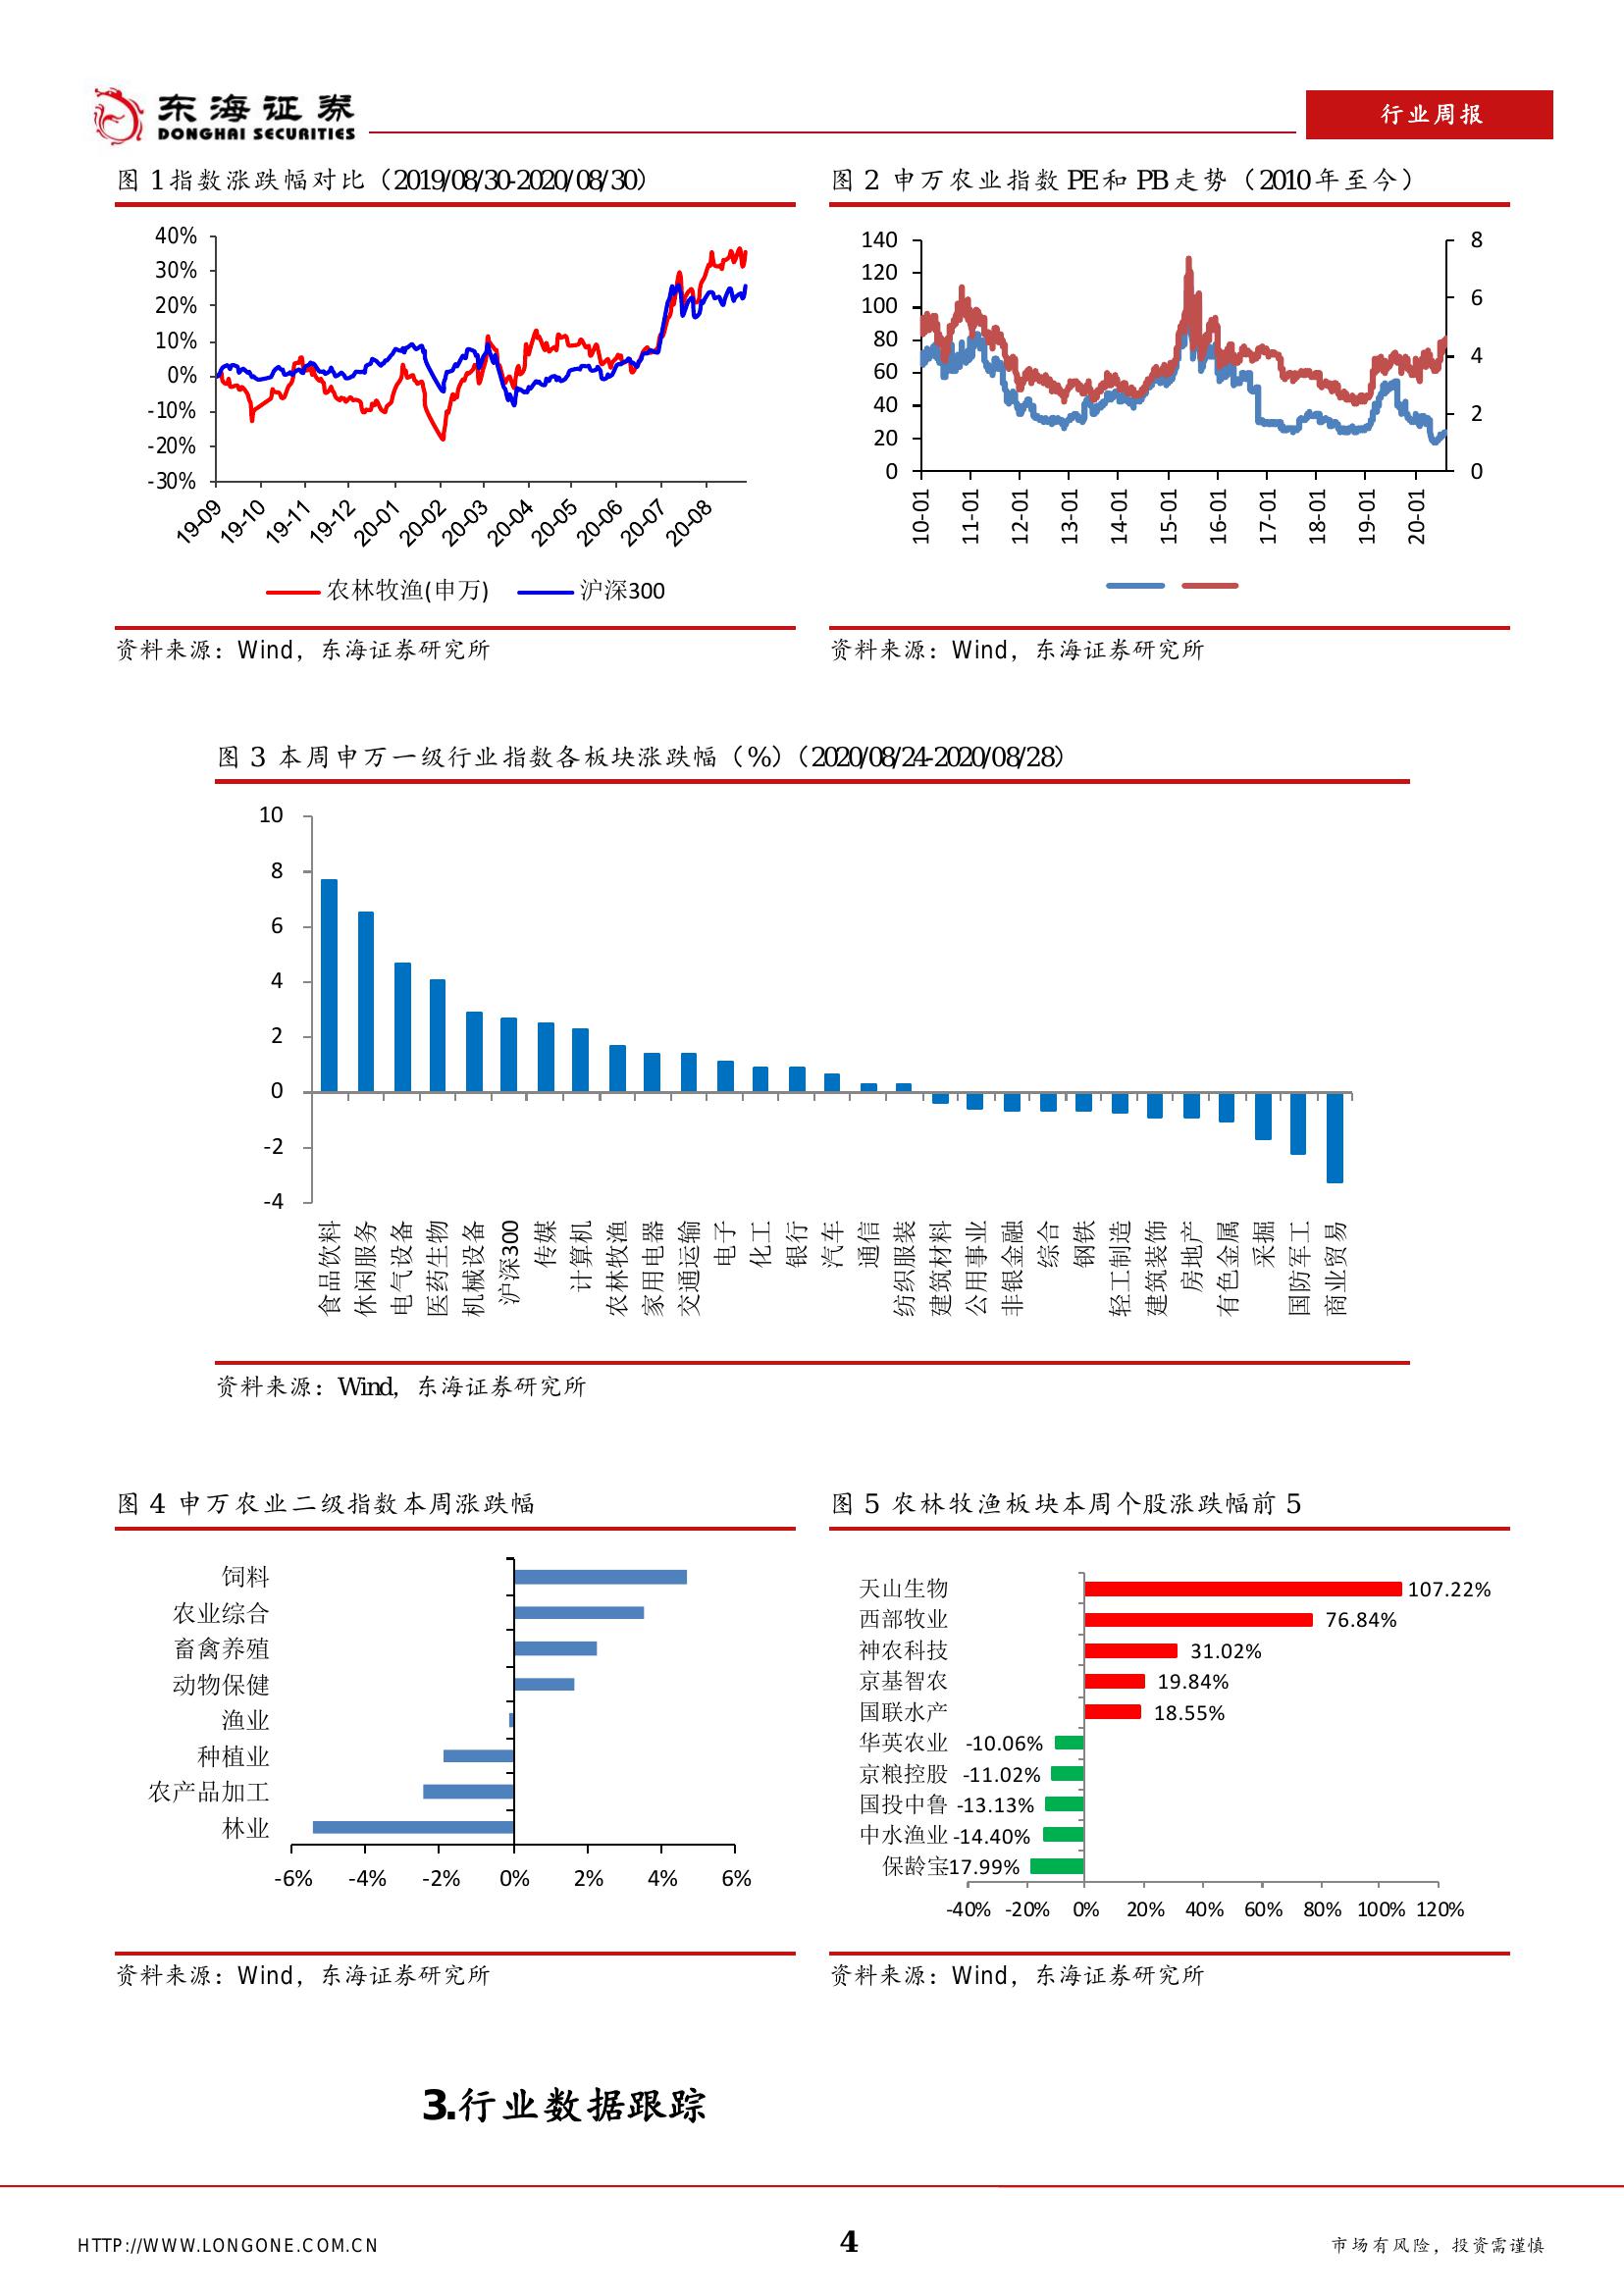 东海证券
DONGHAI SECURITIES
行业周报
图 1 指数涨跌幅对比（2019/08/30-2020/08/30）
40%
30%
20%
10%
0%
-10%
-20%
-30%
19-09 19-10 19-11 19-12 20-01 20-02 20-03 20-04 20-05 20-06 20-07 20-08
农林牧渔(申万) 沪深300
资料来源：Wind，东海证券研究所
图 2 申万农业指数 PE 和 PB 走势（2010 年至今）
140
120
100
80
60
40
20
0
8
6
4
2
0
10-01 11-01 12-01 13-01 14-01 15-01 16-01 17-01 18-01 19-01 20-01
资料来源：Wind，东海证券研究所
图 3 本周申万一级行业指数各板块涨跌幅（%）（2020/08/24-2020/08/28）
10
8
6
4
2
0
-2
-4
食品饮料 休闲服务 电气设备 医药生物 机械设备 沪深300 传媒 计算机 农林牧渔 家用电器 交通运输 电子 化工 银行 汽车 通信 纺织服装 建筑材料 公用事业 非银金融 综合 钢铁 轻工制造 建筑装饰 房地产 有色金属 采掘 国防军工 商业贸易
资料来源：Wind，东海证券研究所
图 4 申万农业二级指数本周涨跌幅
饲料
农业综合
畜禽养殖
动物保健
渔业
种植业
农产品加工
林业
-6% -4% -2% 0% 2% 4% 6%
资料来源：Wind，东海证券研究所
图 5 农林牧渔板块本周个股涨跌幅前 5
天山生物 107.22%
西部牧业 76.84%
神农科技 31.02%
京基智农 19.84%
国联水产 18.55%
华英农业 -10.06%
京粮控股 -11.02%
国投中鲁 -13.13%
中水渔业 -14.40%
保龄宝 -17.99%
-40% -20% 0% 20% 40% 60% 80% 100% 120%
资料来源：Wind，东海证券研究所
3.行业数据跟踪
HTTP://WWW.LONGONE.COM.CN
4
市场有风险，投资需谨慎